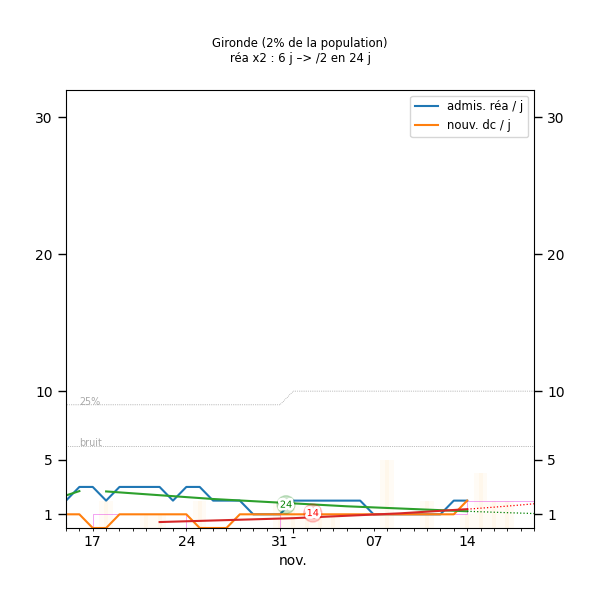 Gironde (2% de la population)
réa x2 : 6 j –> /2 en 24 j
admis. réa / j
nouv. dc / j
30 30
20 20
10 10
25%
bruit
5 5
24
14
1 1
17 24 31 07 14
nov.